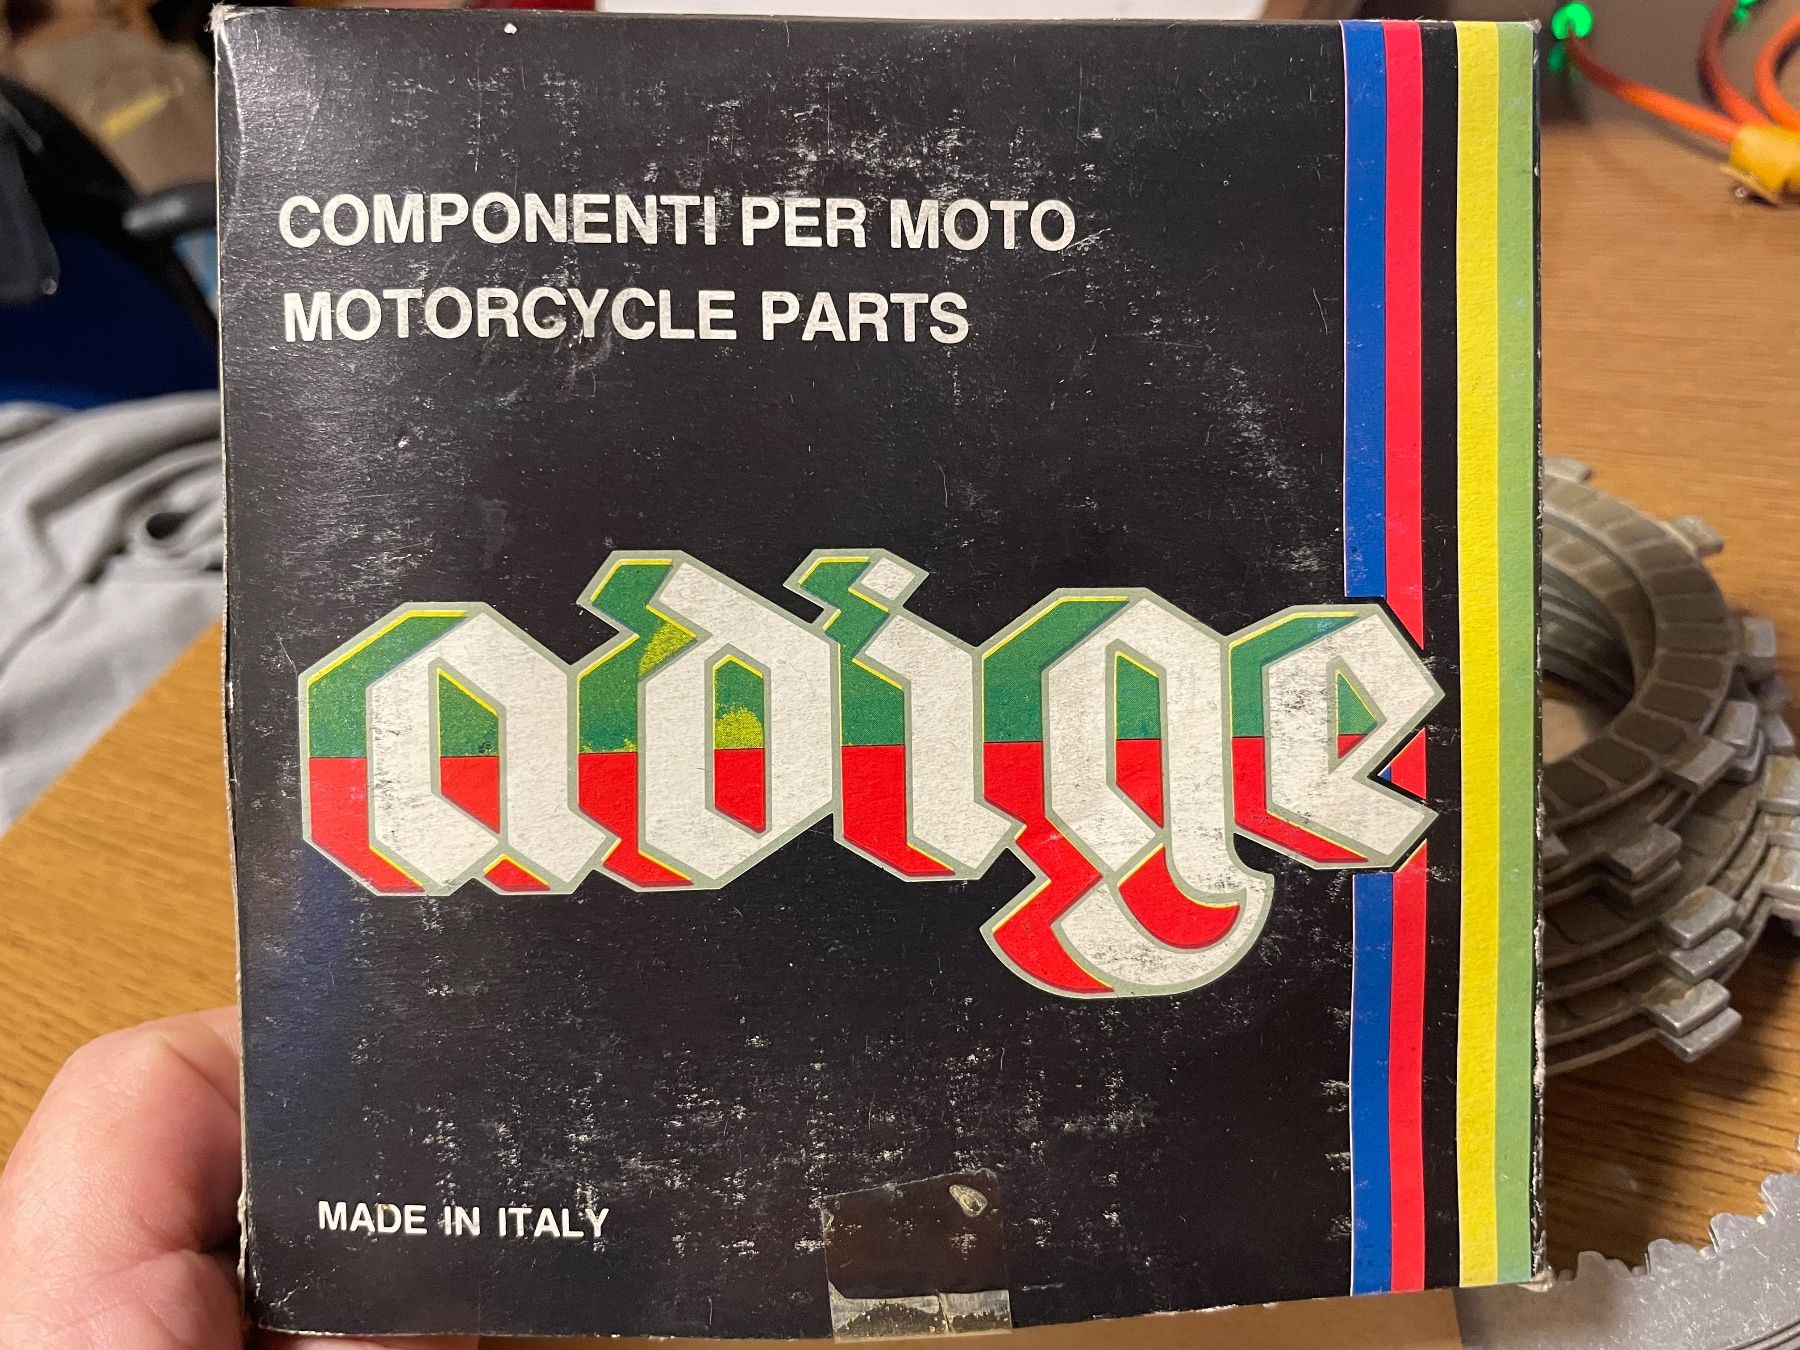 COMPONENTI PER MOTO
MOTORCYCLE PARTS
adige
MADE IN ITALY